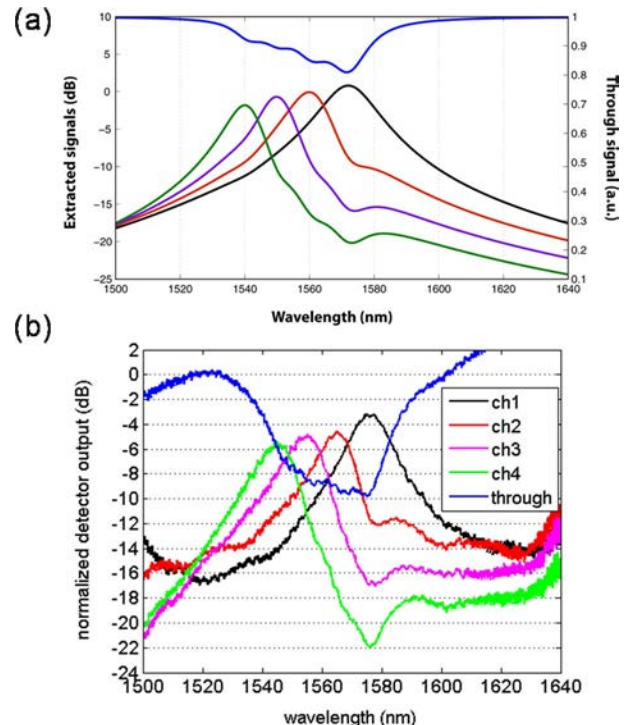 (a)
10
5
0
-5
-10
-15
-20
-25
Extracted signals (dB)
1
0.9
0.8
0.7
0.6
0.5
0.4
0.3
0.2
0.1
Through signal (a.u.)
1500 1520 1540 1560 1580 1600 1620 1640
Wavelength (nm)
(b)
2
0
-2
-4
-6
-8
-10
-12
-14
-16
-18
-20
-22
-24
normalized detector output (dB)
ch1
ch2
ch3
ch4
through
1500 1520 1540 1560 1580 1600 1620 1640
wavelength (nm)